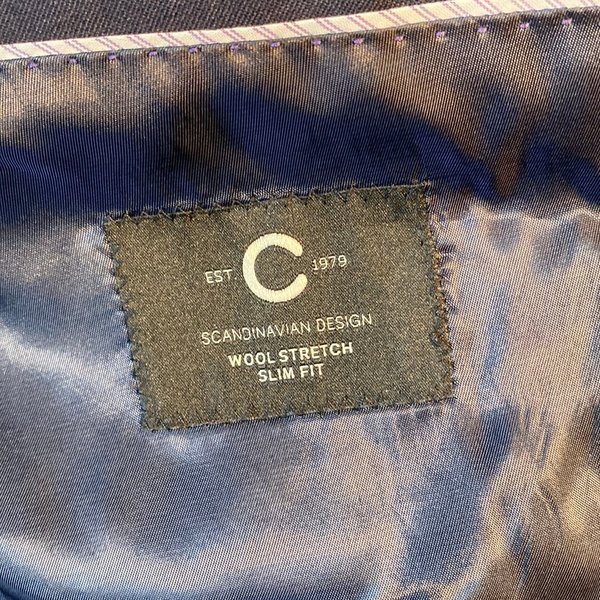 EST. C 1979
SCANDINAVIAN DESIGN
WOOL STRETCH
SLIM FIT